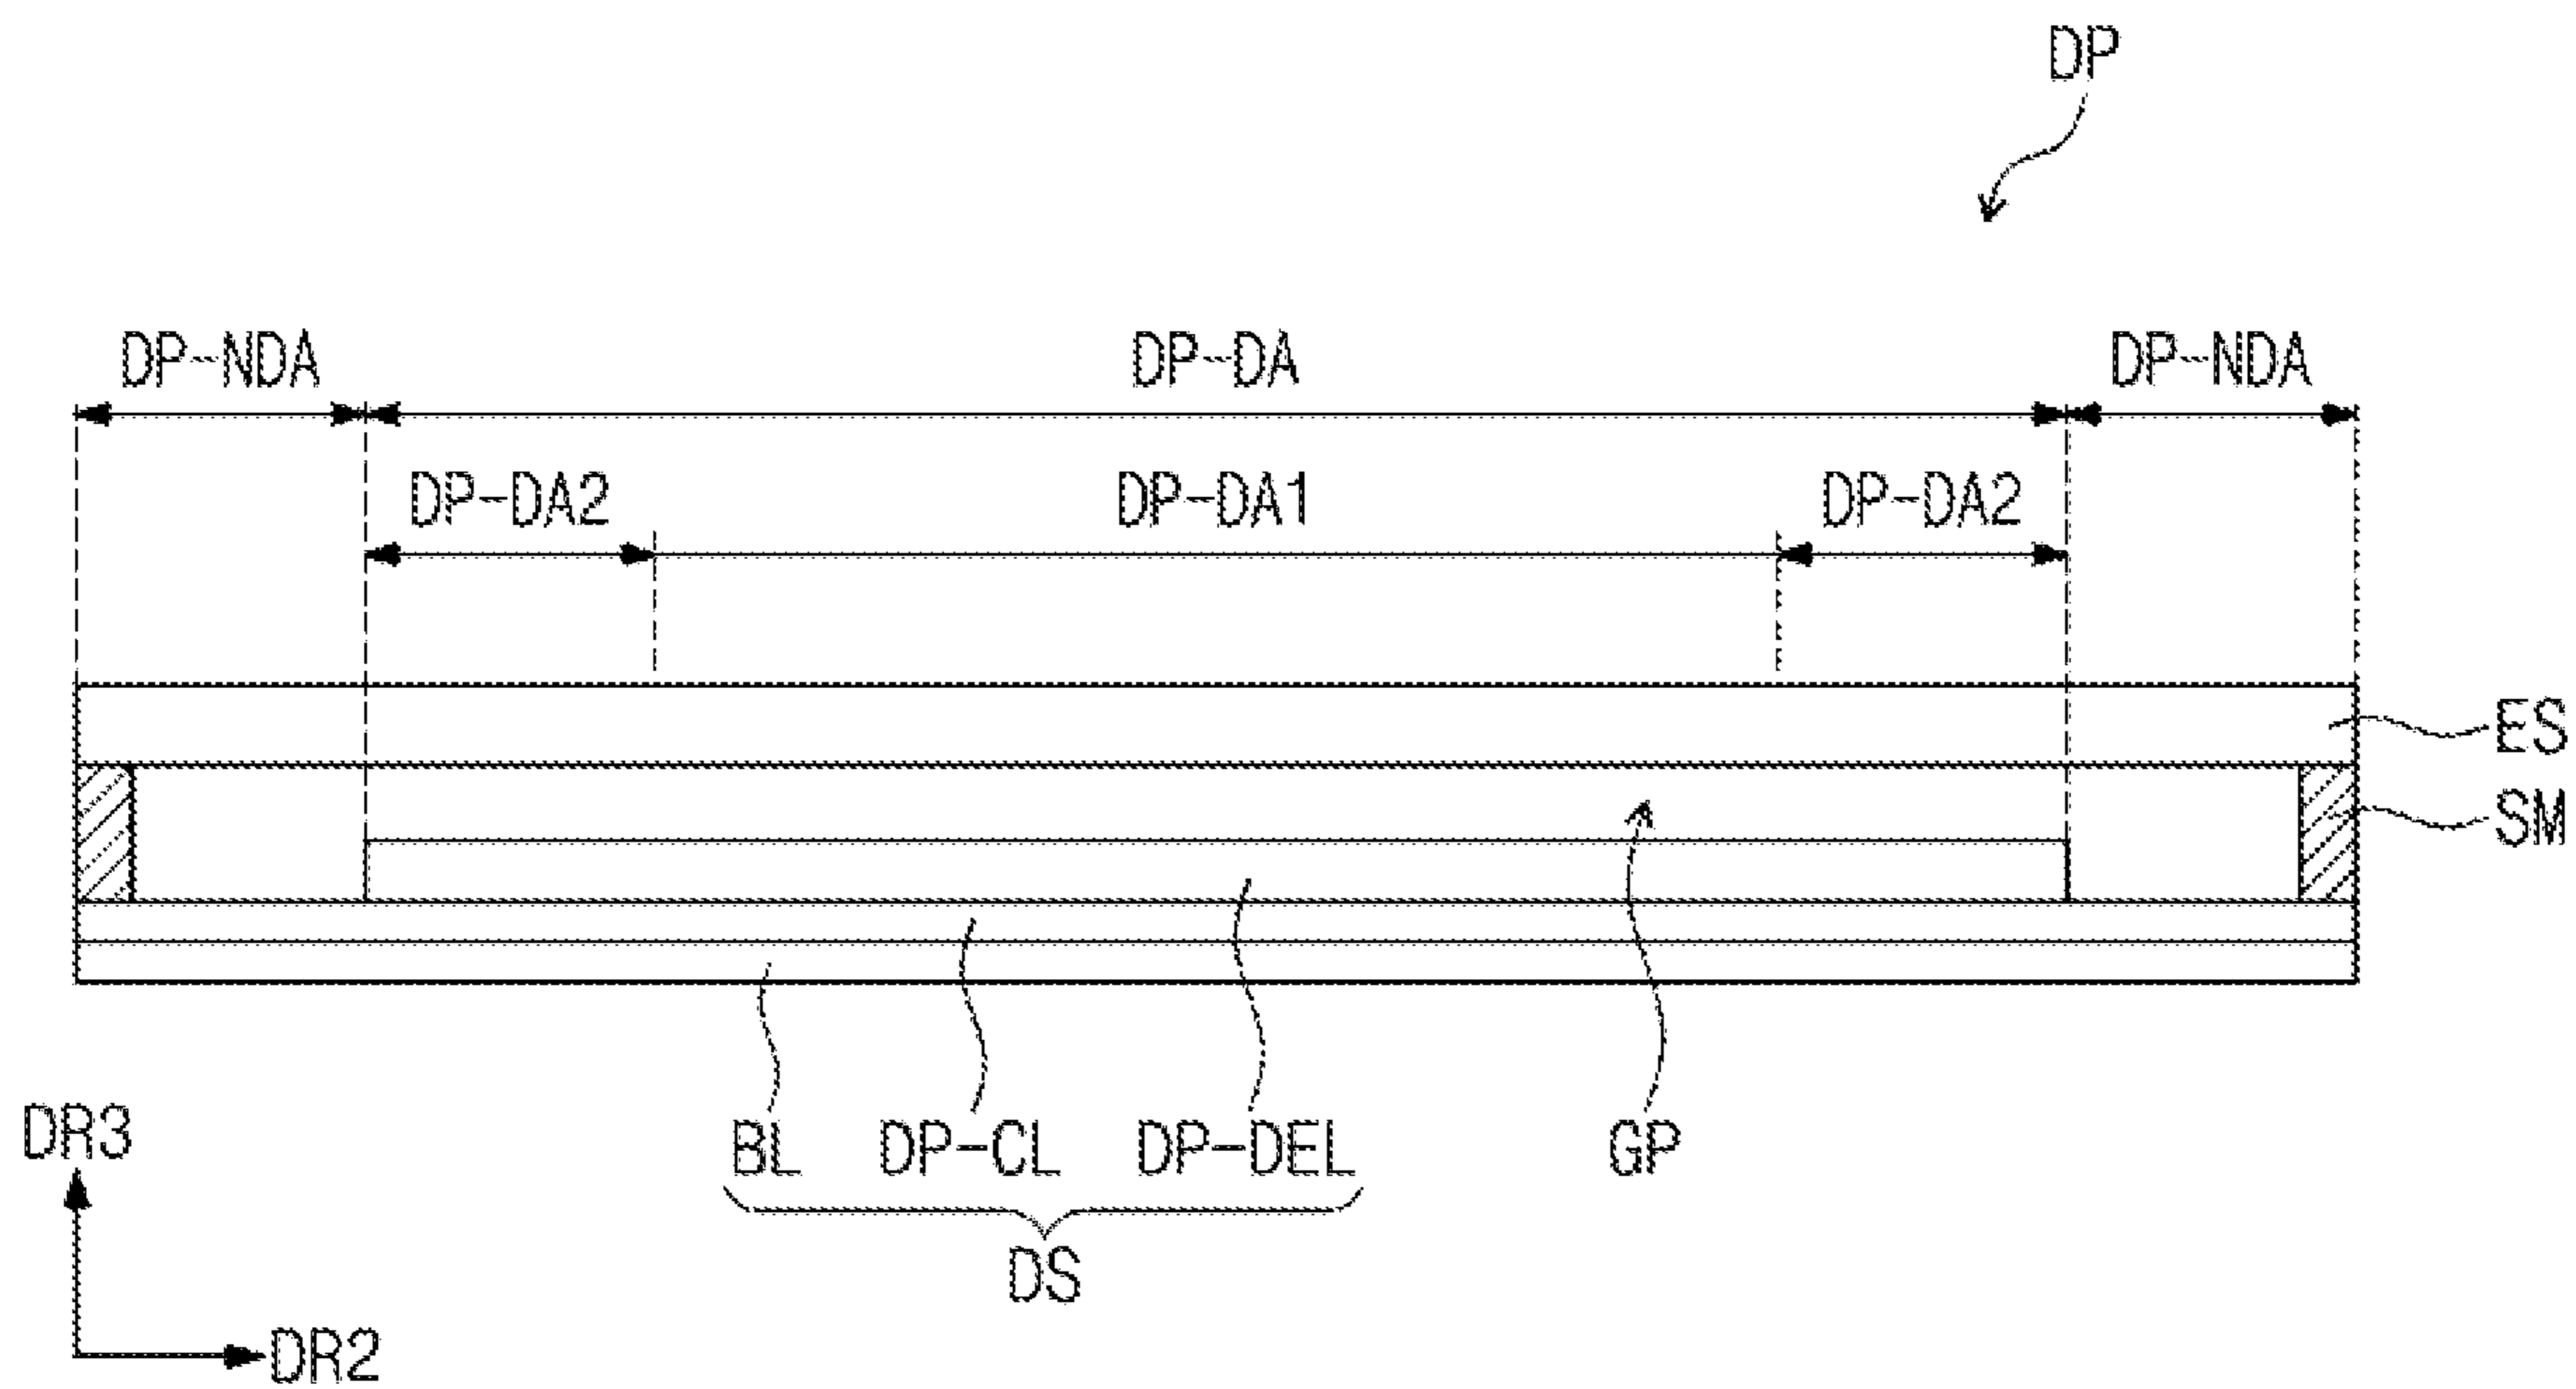 DP
DP-NDA DP-DA DP-NDA
DP-DA2 DP-DA1 DP-DA2
ES
SM
BL DP-CL DP-DEL GP
DS
DR3
DR2